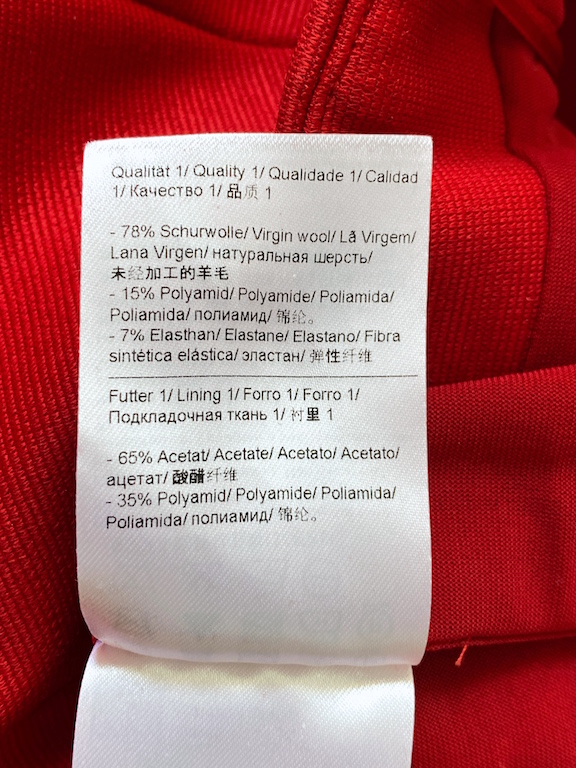 Qualität 1/ Quality 1/ Qualidade 1/ Calidad
1/ Качество 1/ 品质 1
- 78% Schurwolle/ Virgin wool/ Lã Virgem/
Lana Virgen/ натуральная шерсть/
未经加工的羊毛
- 15% Polyamid/ Polyamide/ Poliamida/
Poliamida/ полиамид/ 锦纶。
- 7% Elasthan/ Elastane/ Elastano/ Fibra
sintética elástica/ эластан/ 弹性纤维
Futter 1/ Lining 1/ Forro 1/ Forro 1/
Подкладочная ткань 1/ 衬里 1
- 65% Acetat/ Acetate/ Acetato/ Acetato/
ацетат/ 酸醋纤维
- 35% Polyamid/ Polyamide/ Poliamida/
Poliamida/ полиамид/ 锦纶。